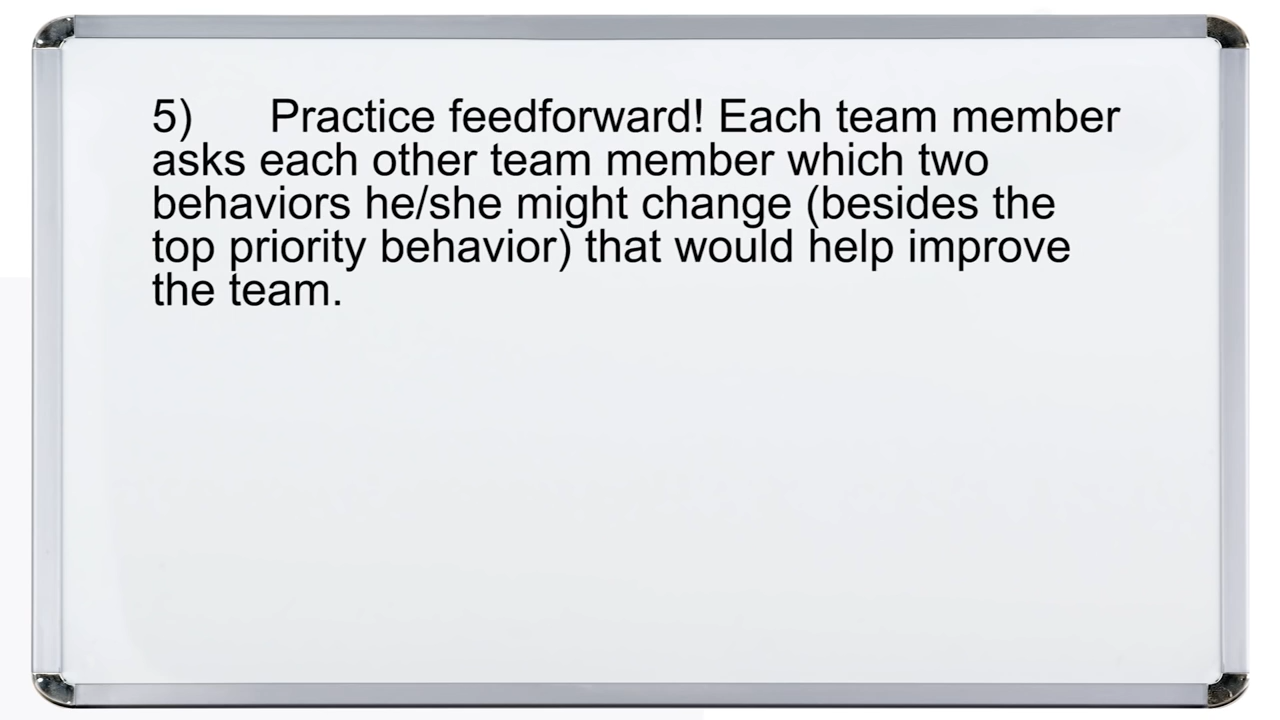 5) Practice feedforward! Each team member
asks each other team member which two
behaviors he/she might change (besides the
top priority behavior) that would help improve
the team.